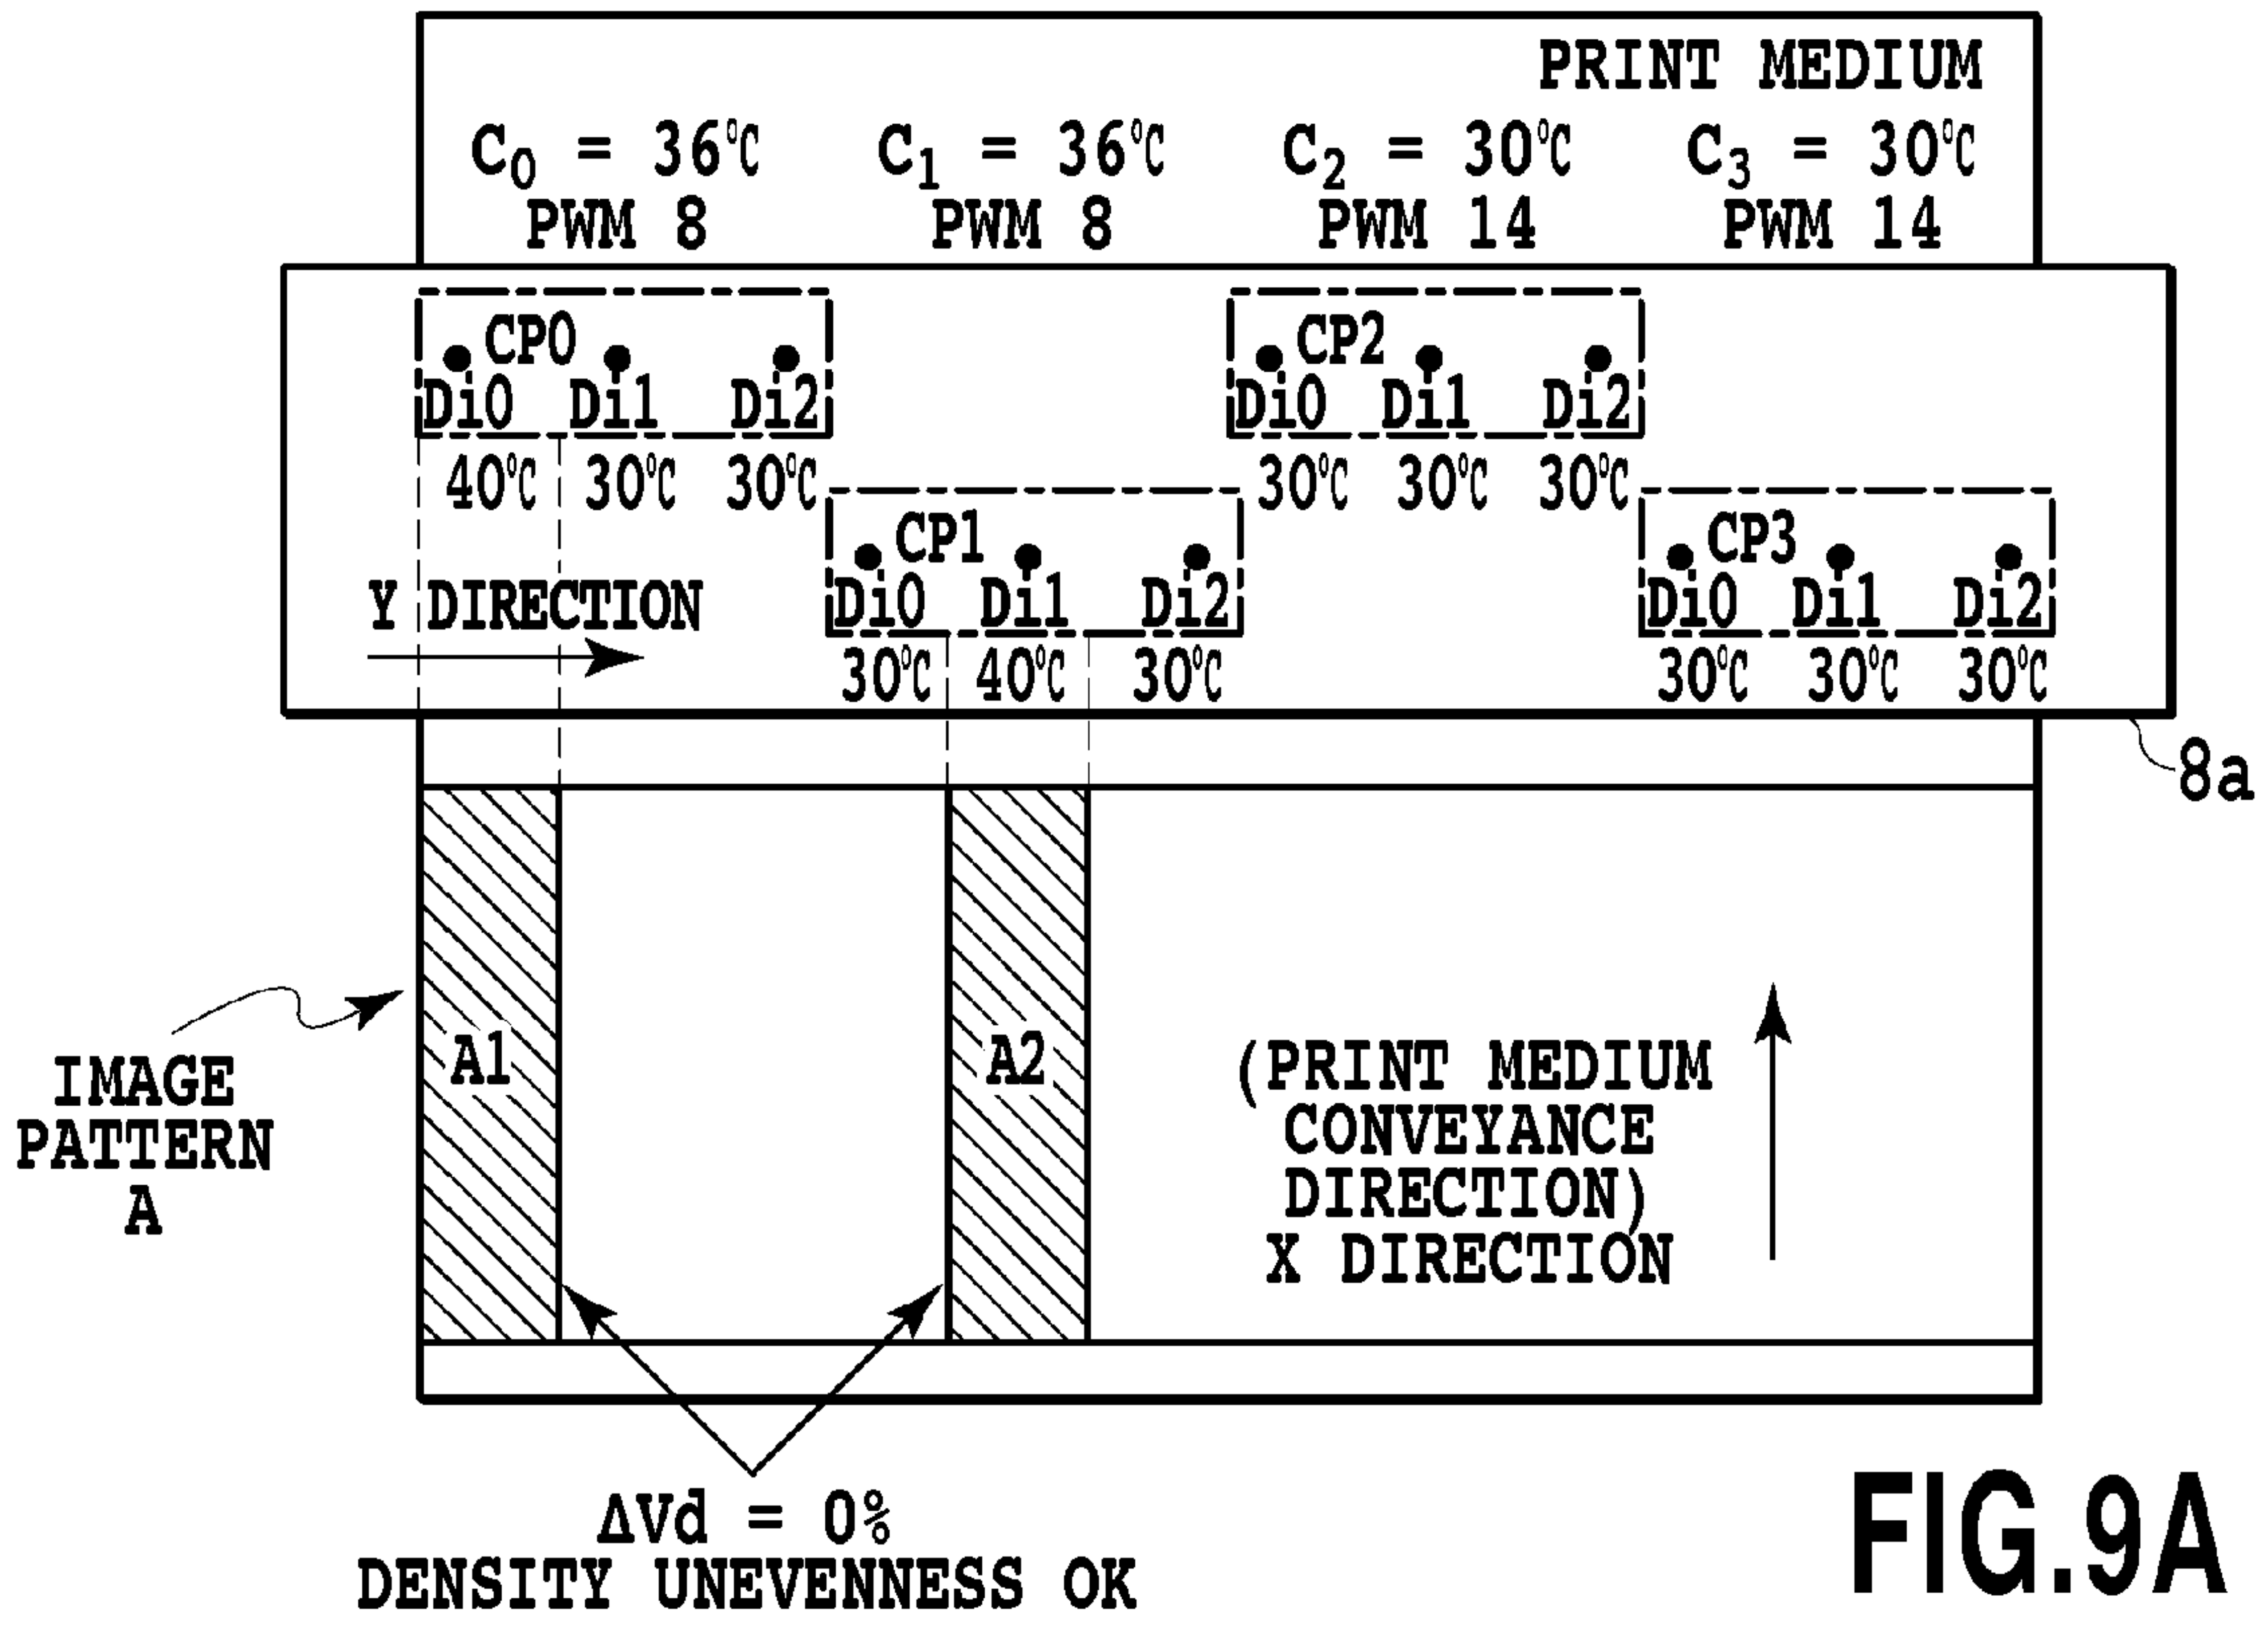 PRINT MEDIUM
C0 = 36℃ C1 = 36℃ C2 = 30℃ C3 = 30℃
PWM 8 PWM 8 PWM 14 PWM 14
CP0 CP2
Di0 Di1 Di2 Di0 Di1 Di2
40℃ 30℃ 30℃ 30℃ 30℃ 30℃
CP1 CP3
Y DIRECTION Di0 Di1 Di2 Di0 Di1 Di2
30℃ 40℃ 30℃ 30℃ 30℃ 30℃
8a
A1 A2
IMAGE
PATTERN
A
(PRINT MEDIUM
CONVEYANCE
DIRECTION)
X DIRECTION
ΔVd = 0%
DENSITY UNEVENNESS OK
FIG.9A